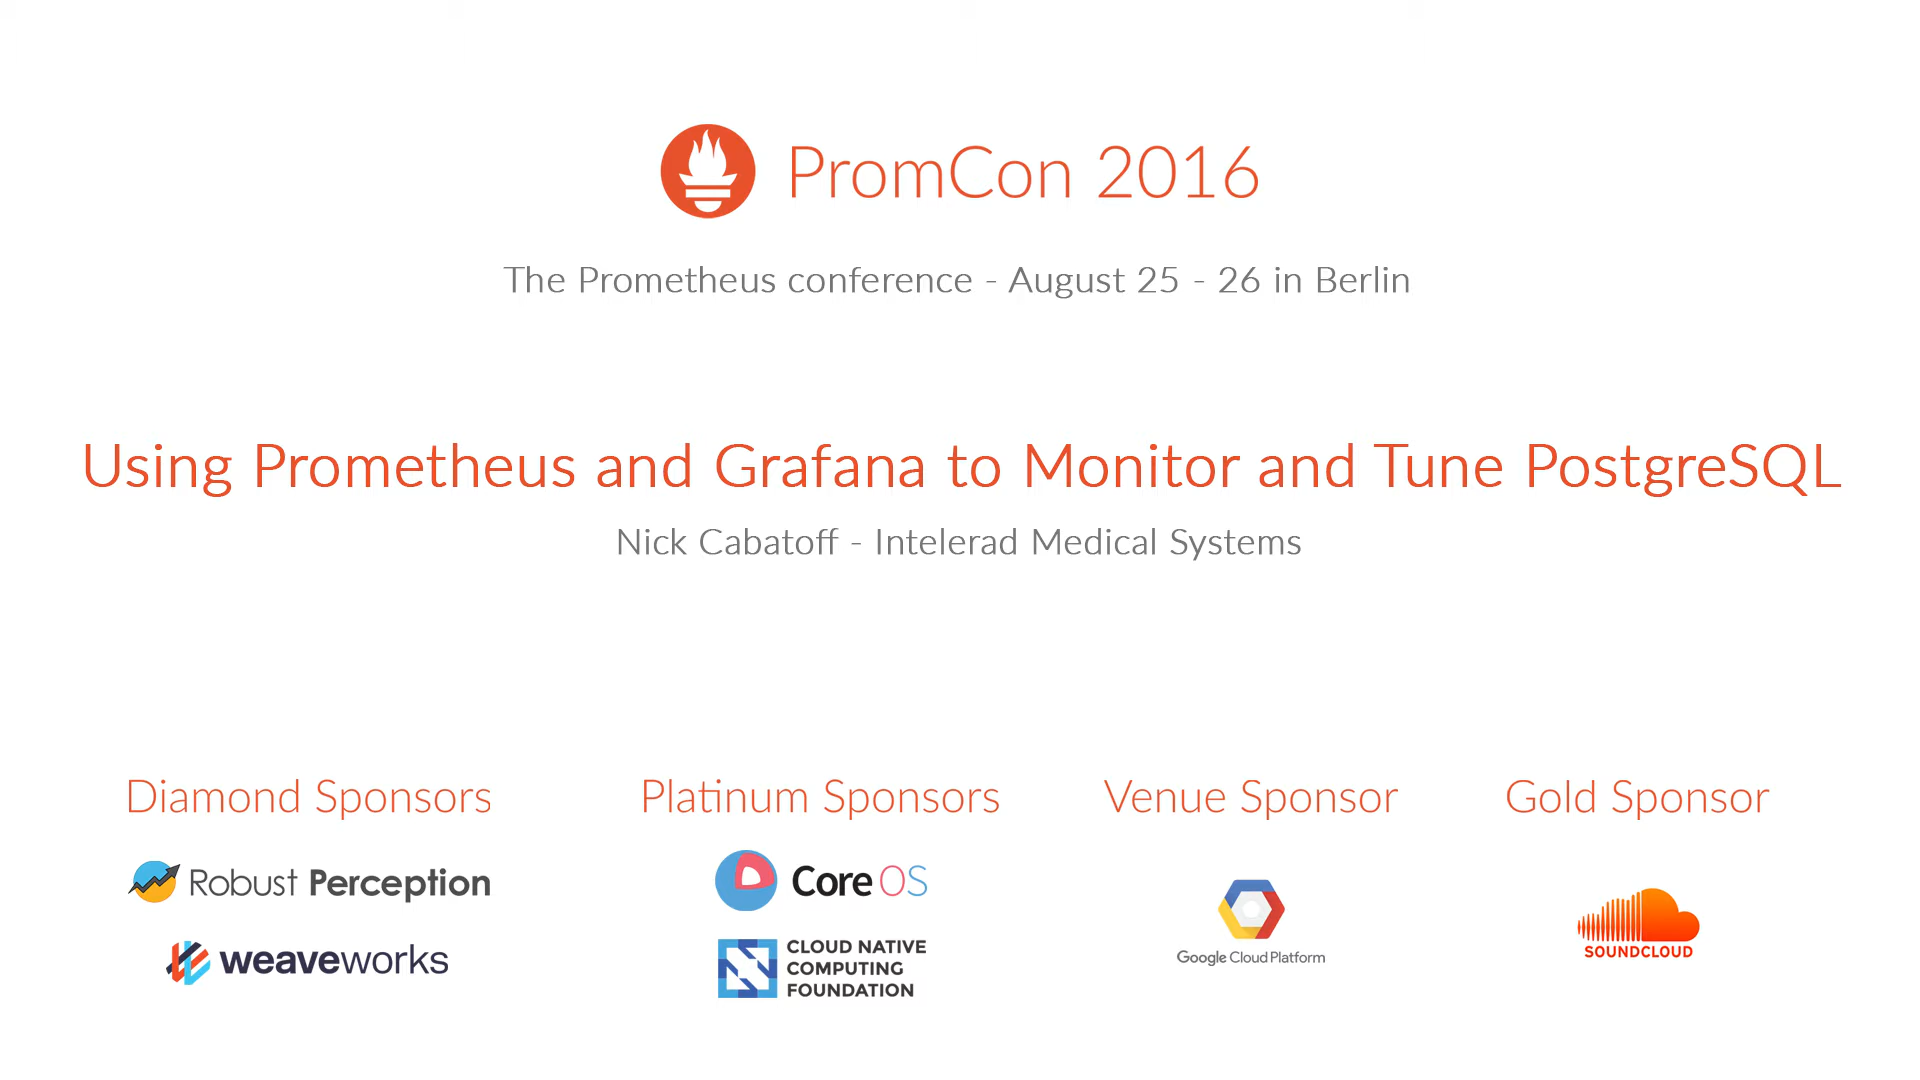 PromCon 2016
The Prometheus conference - August 25 - 26 in Berlin
Using Prometheus and Grafana to Monitor and Tune PostgreSQL
Nick Cabatoff - Intelerad Medical Systems
Diamond Sponsors
Robust Perception
weaveworks
Platinum Sponsors
CoreOS
CLOUD NATIVE
COMPUTING
FOUNDATION
Venue Sponsor
Google Cloud Platform
Gold Sponsor
SOUNDCLOUD